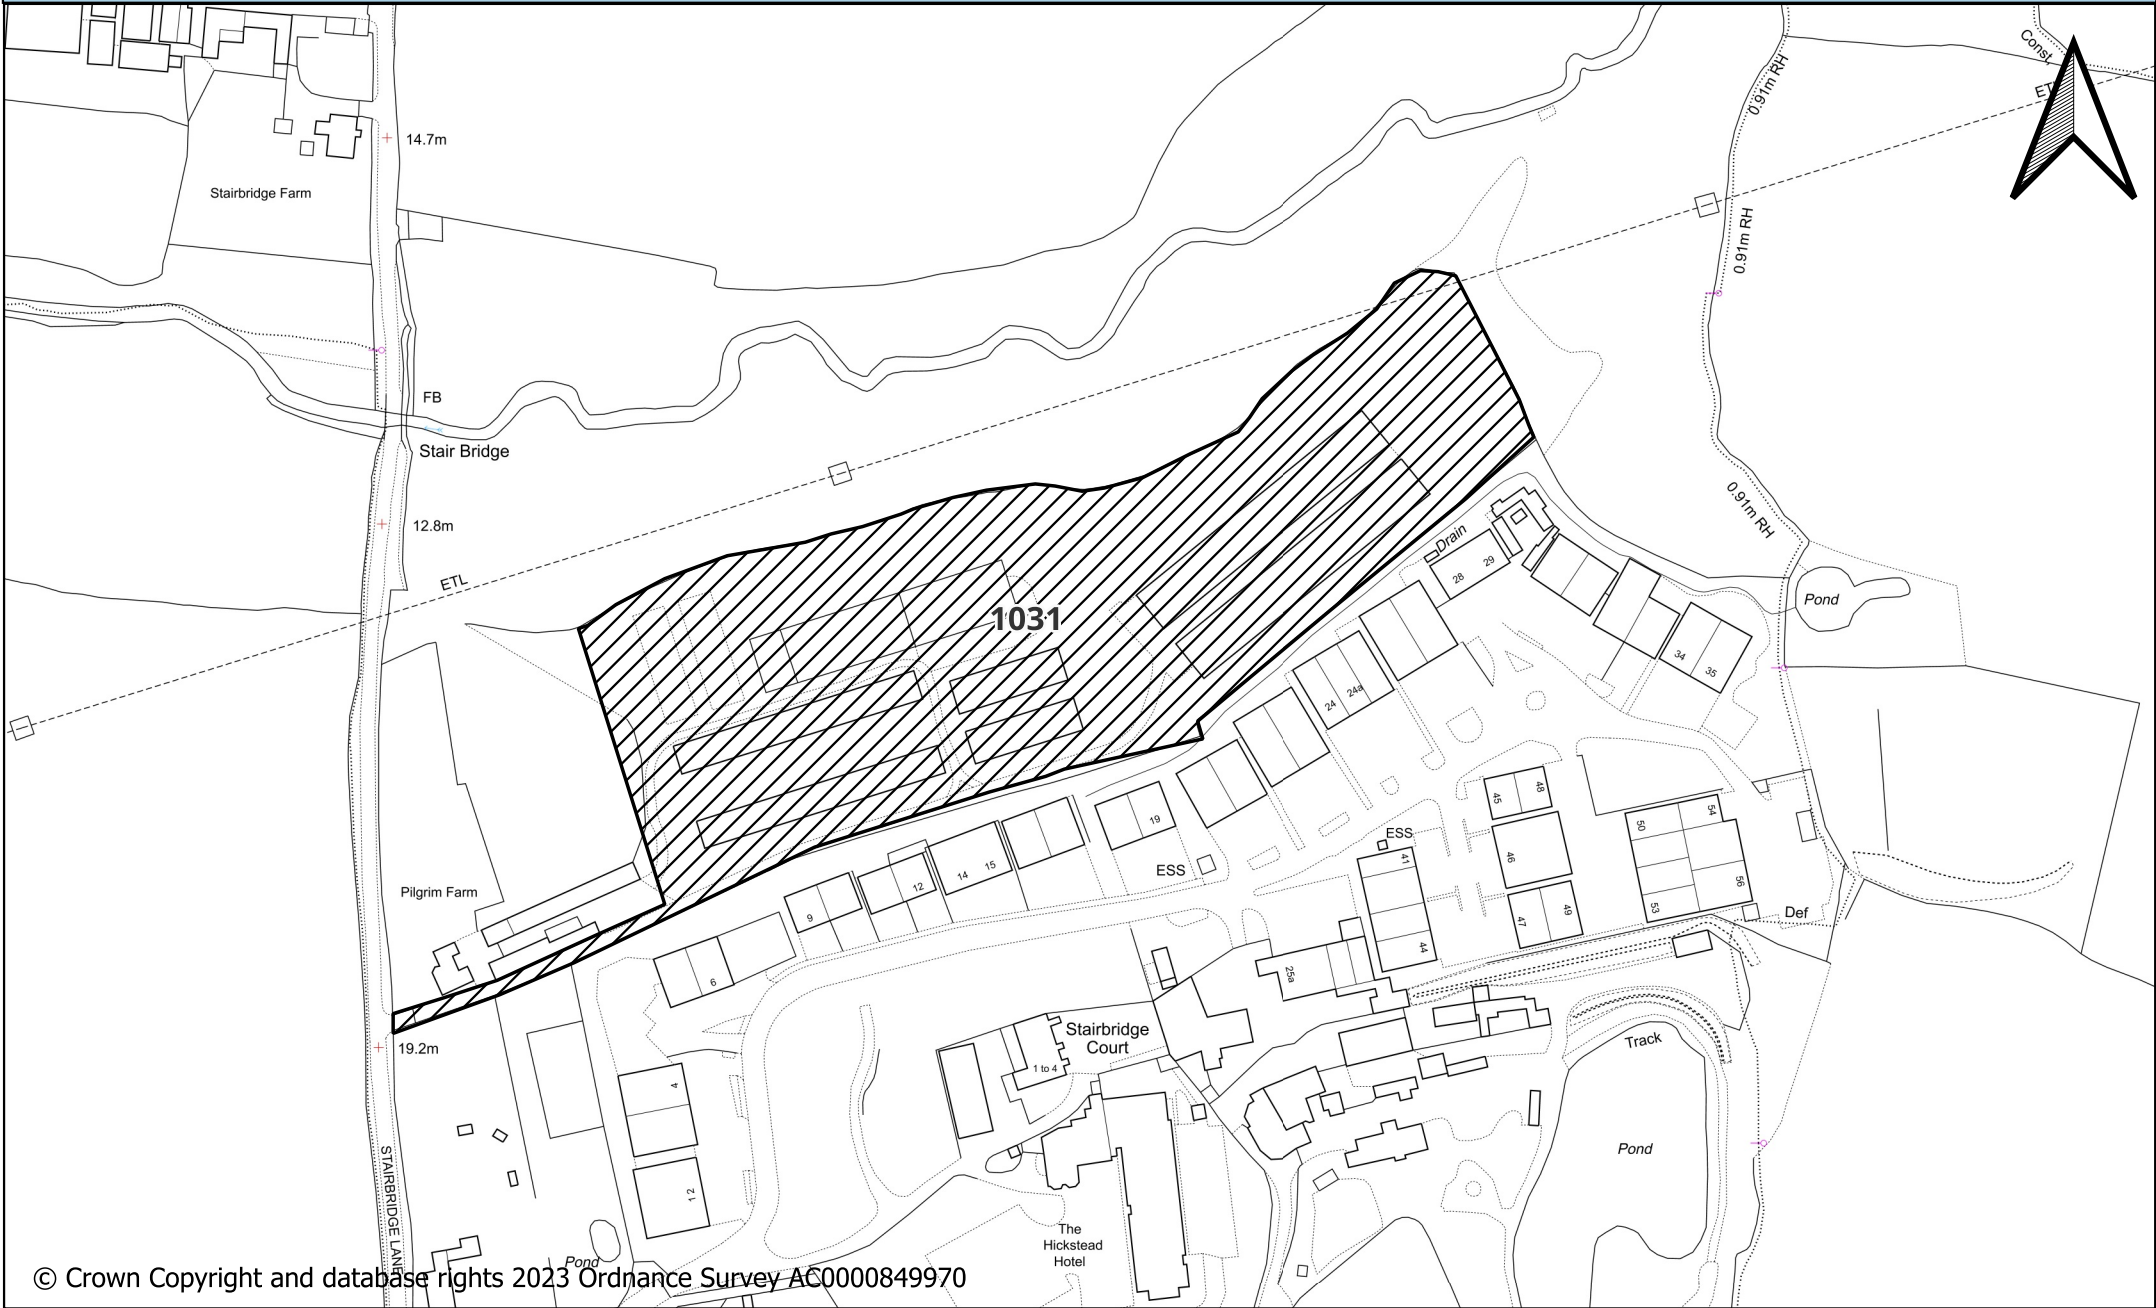 Const
ET
0.91m RH
14.7m
Stairbridge Farm
0.91m RH
FB
Stair Bridge
0.91m RH
12.8m
Drain
28
29
ETL
Pond
1031
34
35
24
24a
45
48
19
50
54
ESS
46
41
ESS
15
14
12
Pilgrim Farm
9
56
53
47
49
Def
44
6
25a
19.2m
Stairbridge
Court
Track
1 to 4
4
Pond
12
STAIRBRIDGE LANE
The
Hickstead
Hotel
Pond
© Crown Copyright and database rights 2023 Ordnance Survey AC0000849970